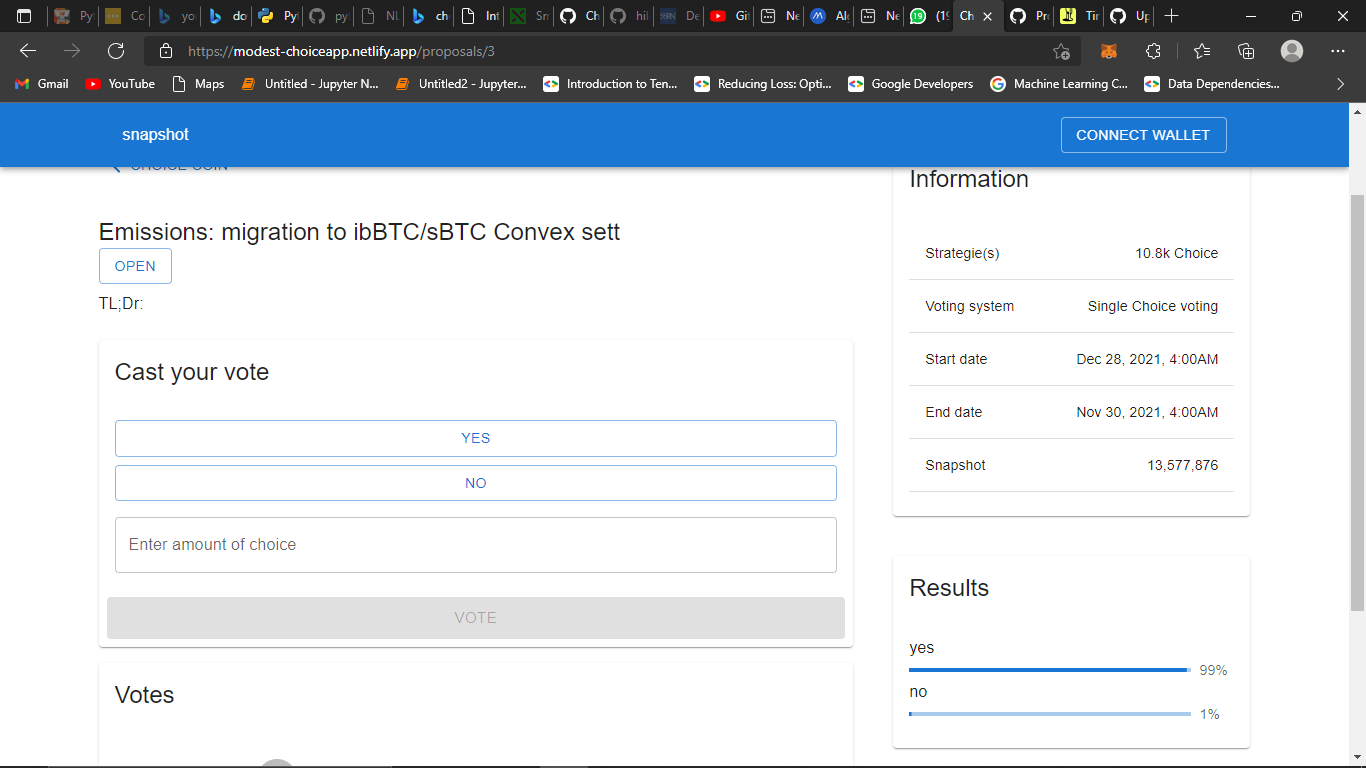 Py
Co
yo
do
Py
py
NL
ch
Int
Sn
Ch
hil
De
Git
Ne
Ne
(19
Ch
Pr
Tir
Up
https://modest-choiceapp.netlify.app/proposals/3
Gmail
YouTube
Maps
Untitled - Jupyter N...
Untitled2 - Jupyter...
Introduction to Ten...
Reducing Loss: Opti...
Google Developers
Machine Learning C...
Data Dependencies...
snapshot
CONNECT WALLET
CHOICE COIN
Emissions: migration to ibBTC/sBTC Convex sett
OPEN
TL;Dr:
Cast your vote
YES
NO
Enter amount of choice
VOTE
Votes
Information
Strategie(s) 10.8k Choice
Voting system Single Choice voting
Start date Dec 28, 2021, 4:00AM
End date Nov 30, 2021, 4:00AM
Snapshot 13,577,876
Results
yes
99%
no
1%